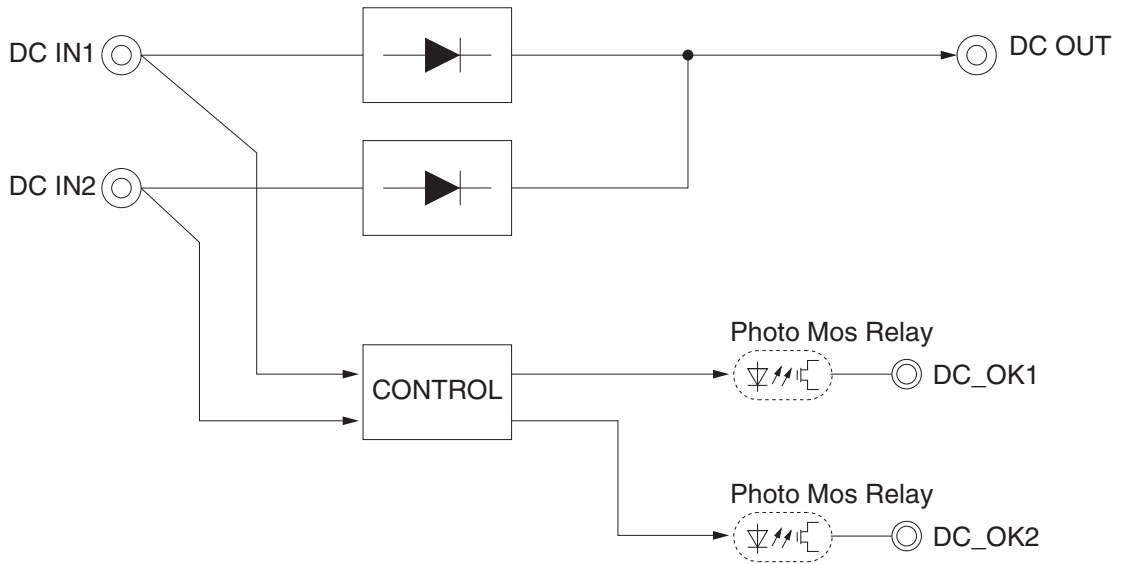 DC IN1
DC OUT
DC IN2
Photo Mos Relay
CONTROL
DC_OK1
Photo Mos Relay
DC_OK2